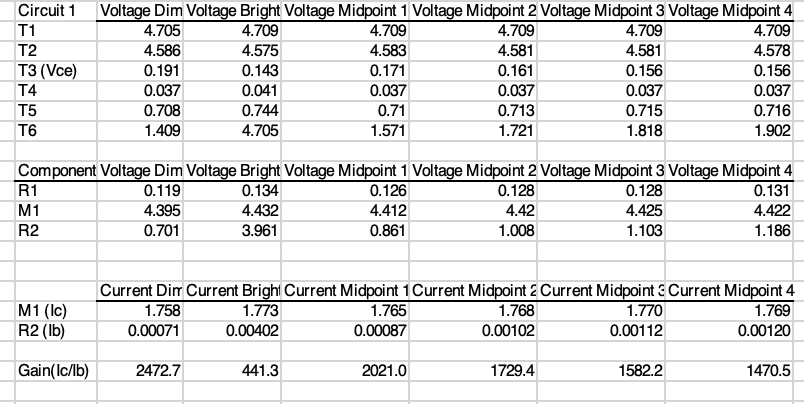 Circuit 1 Voltage Dim Voltage Bright Voltage Midpoint 1 Voltage Midpoint 2 Voltage Midpoint 3 Voltage Midpoint 4
T1 4.705 4.709 4.709 4.709 4.709 4.709
T2 4.586 4.575 4.583 4.581 4.581 4.578
T3 (Vce) 0.191 0.143 0.171 0.161 0.156 0.156
T4 0.037 0.041 0.037 0.037 0.037 0.037
T5 0.708 0.744 0.71 0.713 0.715 0.716
T6 1.409 4.705 1.571 1.721 1.818 1.902
Component Voltage Dim Voltage Bright Voltage Midpoint 1 Voltage Midpoint 2 Voltage Midpoint 3 Voltage Midpoint 4
R1 0.119 0.134 0.126 0.128 0.128 0.131
M1 4.395 4.432 4.412 4.42 4.425 4.422
R2 0.701 3.961 0.861 1.008 1.103 1.186
Current Dim Current Bright Current Midpoint 1 Current Midpoint 2 Current Midpoint 3 Current Midpoint 4
M1 (Ic) 1.758 1.773 1.765 1.768 1.770 1.769
R2 (Ib) 0.00071 0.00402 0.00087 0.00102 0.00112 0.00120
Gain(Ic/Ib) 2472.7 441.3 2021.0 1729.4 1582.2 1470.5